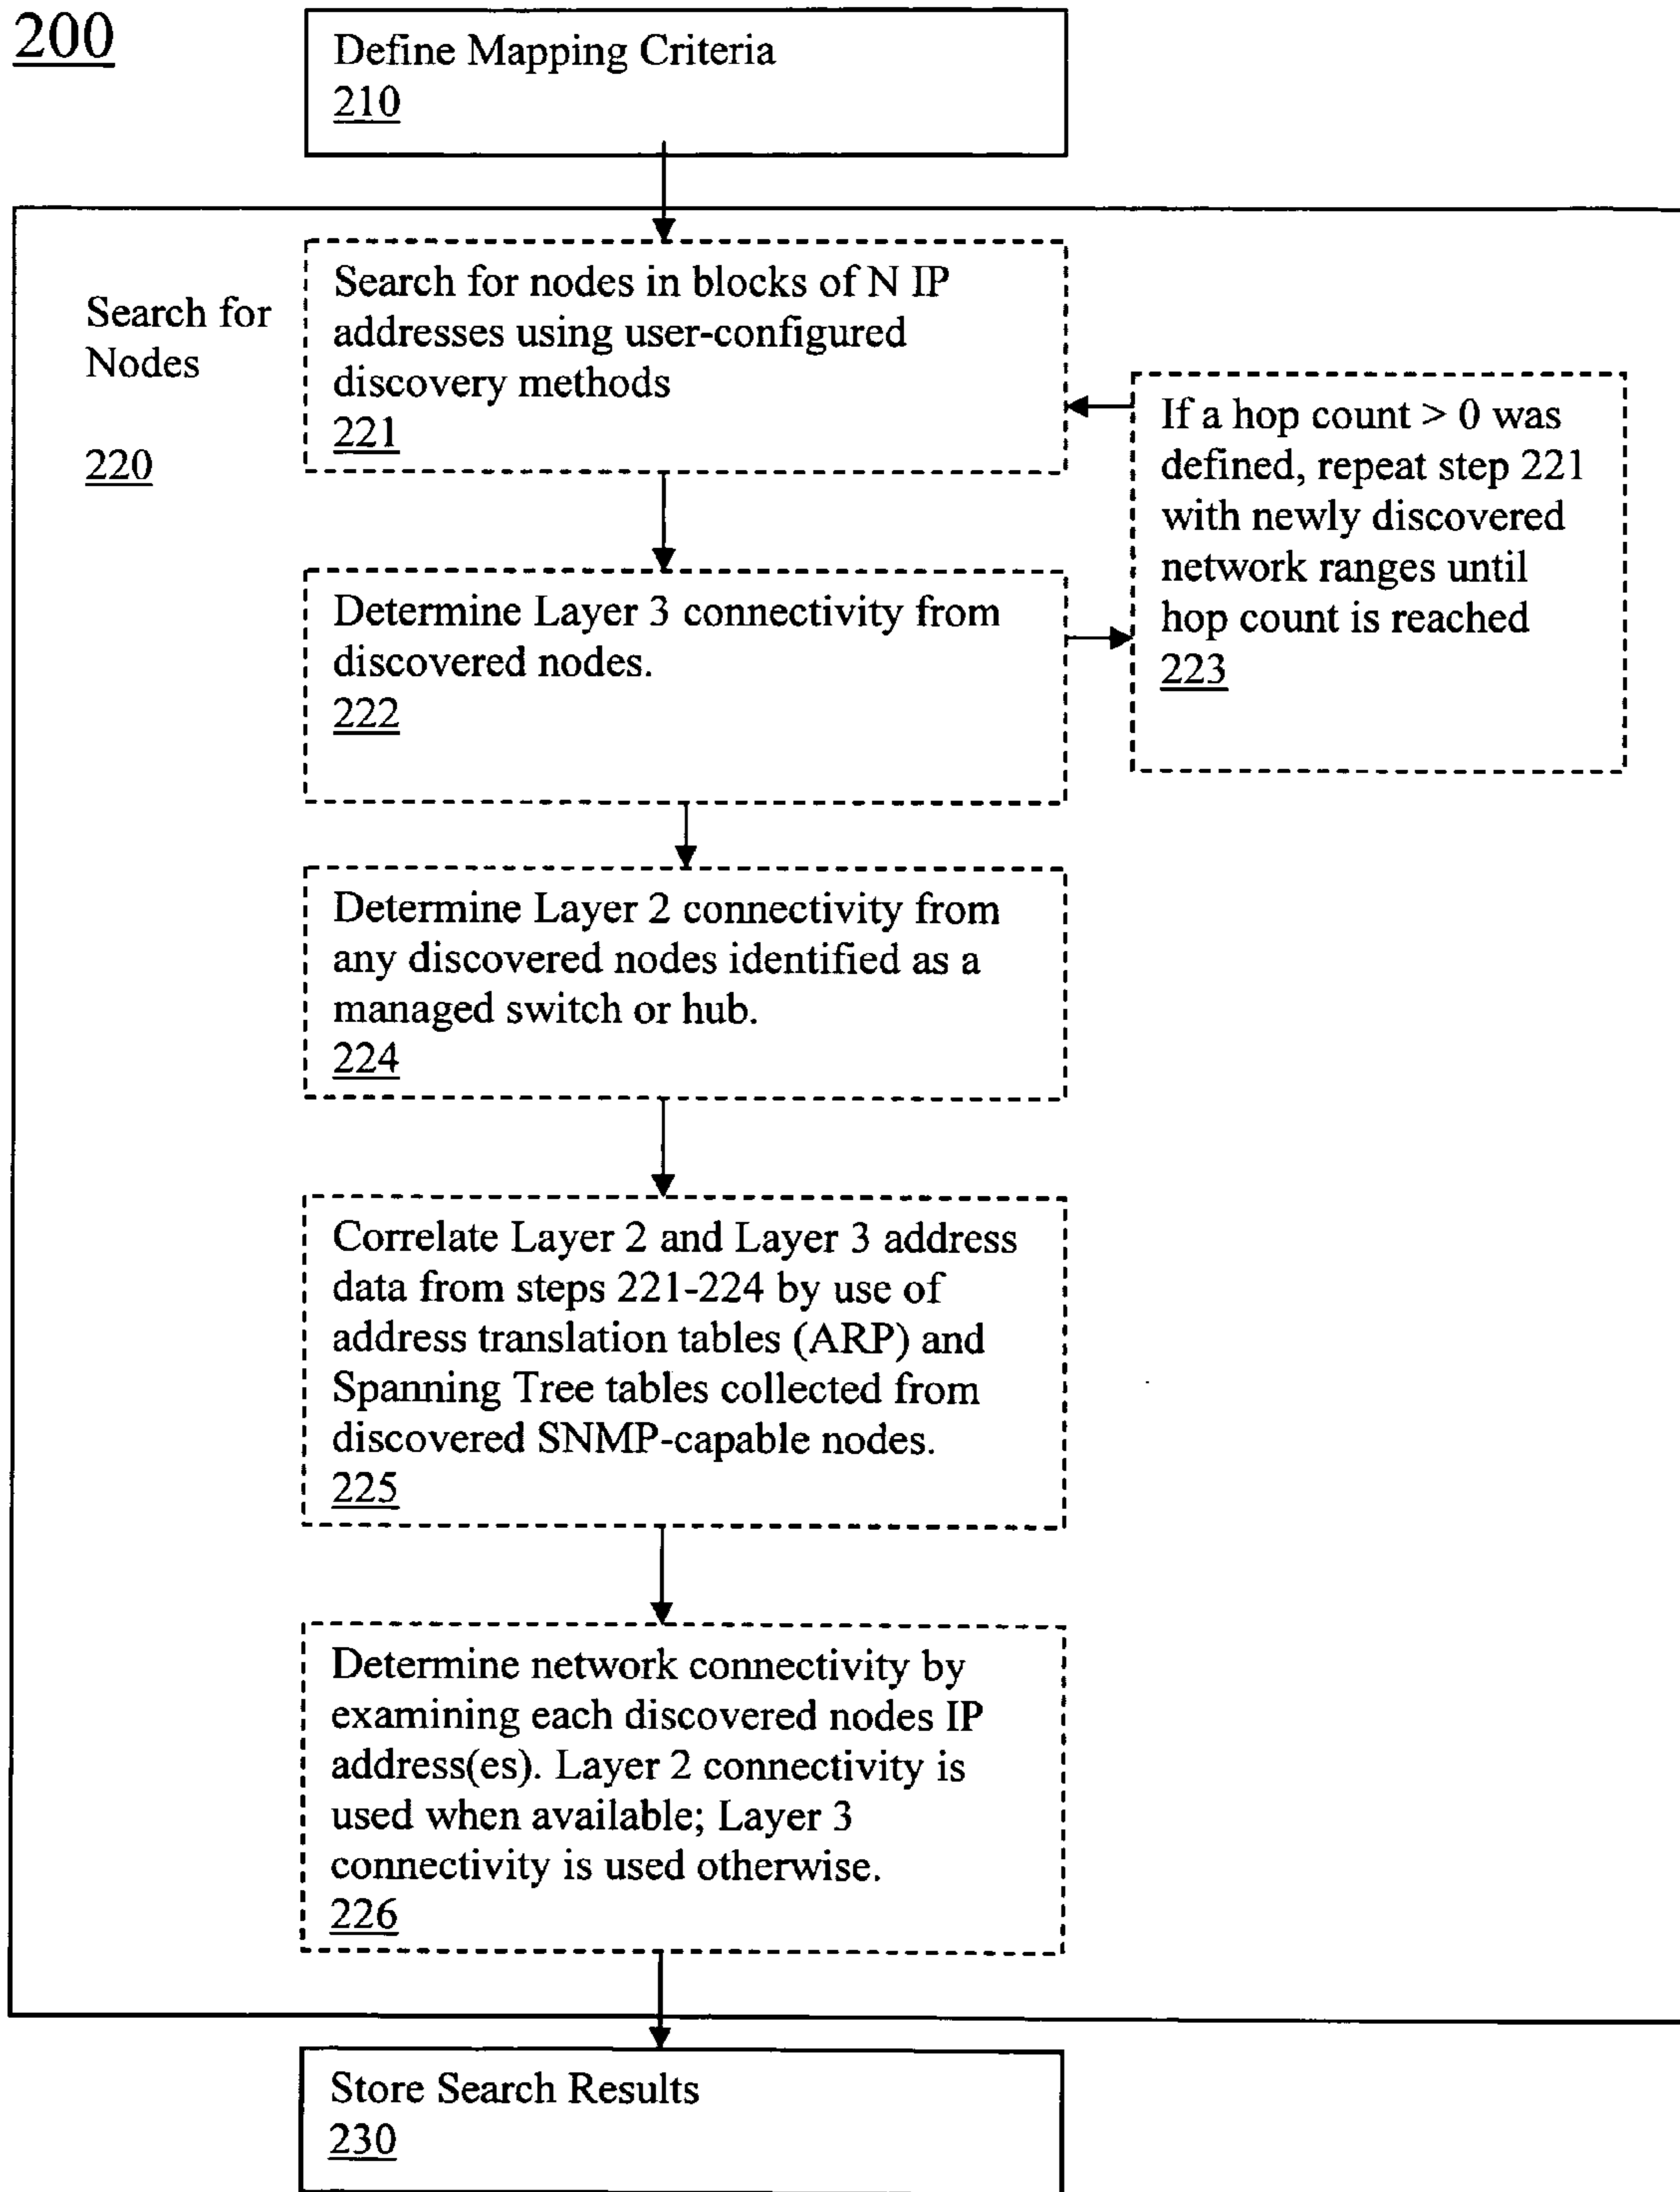 200
Define Mapping Criteria
210
Search for
Nodes
220
Search for nodes in blocks of N IP
addresses using user-configured
discovery methods
221
If a hop count > 0 was
defined, repeat step 221
with newly discovered
network ranges until
hop count is reached
223
Determine Layer 3 connectivity from
discovered nodes.
222
Determine Layer 2 connectivity from
any discovered nodes identified as a
managed switch or hub.
224
Correlate Layer 2 and Layer 3 address
data from steps 221-224 by use of
address translation tables (ARP) and
Spanning Tree tables collected from
discovered SNMP-capable nodes.
225
Determine network connectivity by
examining each discovered nodes IP
address(es). Layer 2 connectivity is
used when available; Layer 3
connectivity is used otherwise.
226
Store Search Results
230